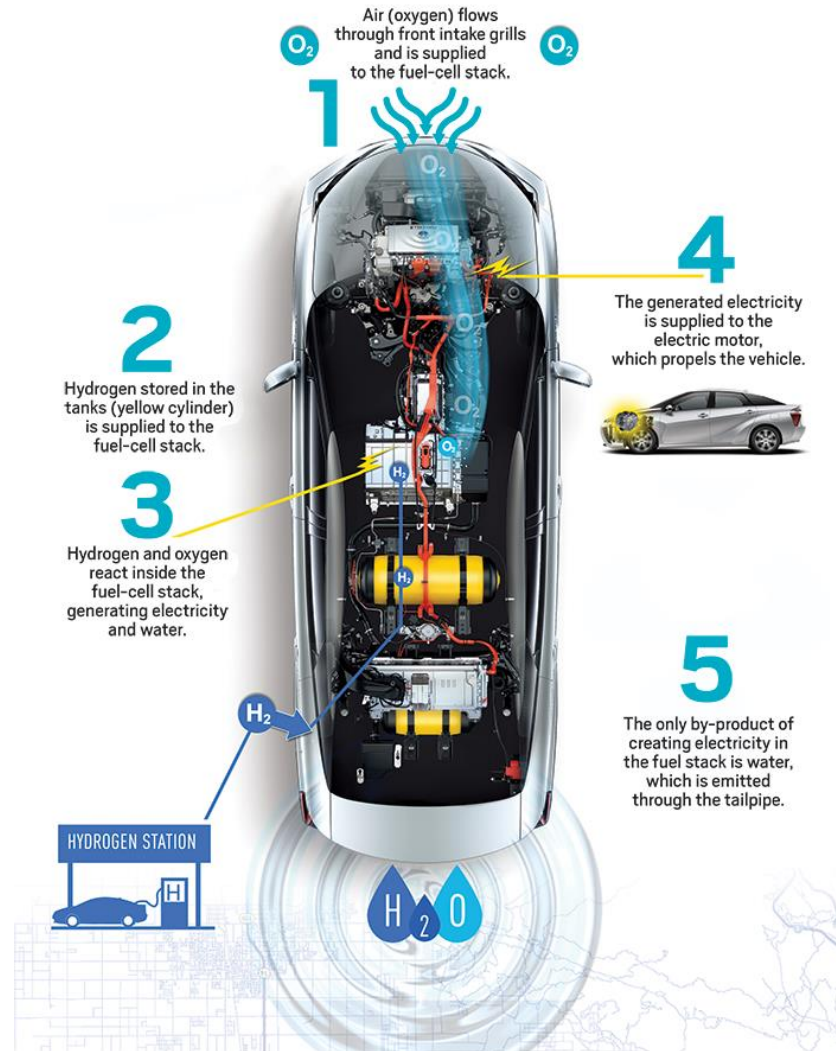 Air (oxygen) flows
through front intake grills
and is supplied
to the fuel-cell stack.
O2
O2
1
O2
O2
O2
O2
O2
4
The generated electricity
is supplied to the
electric motor,
which propels the vehicle.
2
Hydrogen stored in the
tanks (yellow cylinder)
is supplied to the
fuel-cell stack.
H2
3
Hydrogen and oxygen
react inside the
fuel-cell stack,
generating electricity
and water.
H2
5
The only by-product of
creating electricity in
the fuel stack is water,
which is emitted
through the tailpipe.
H2
HYDROGEN STATION
H
H2O